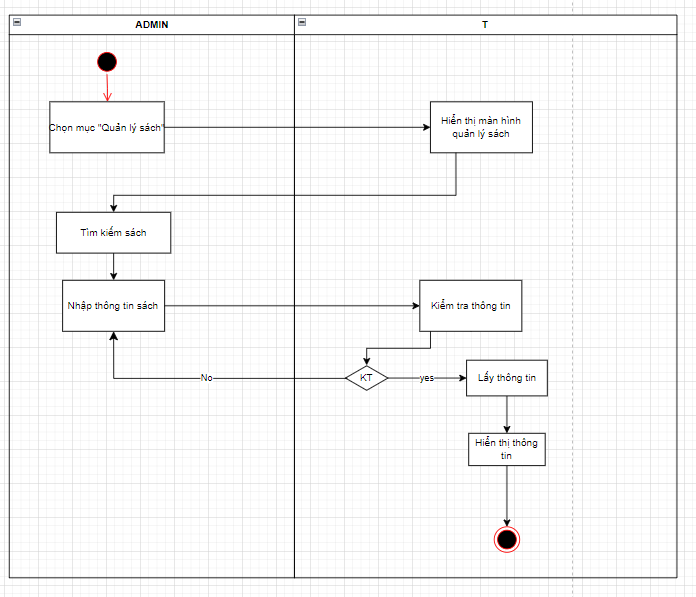 ADMIN
T
Chọn mục "Quản lý sách"
Hiển thị màn hình
quản lý sách
Tìm kiếm sách
Nhập thông tin sách
Kiểm tra thông tin
No
KT
yes
Lấy thông tin
Hiển thị thông
tin